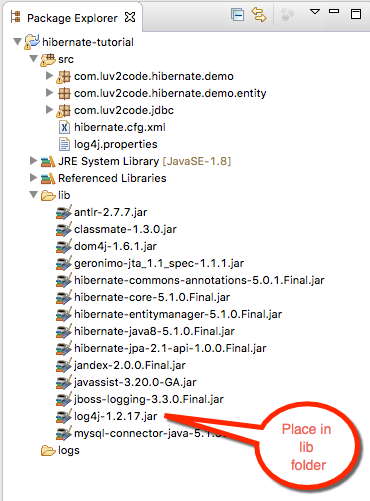 Package Explorer
hibernate-tutorial
src
com.luv2code.hibernate.demo
com.luv2code.hibernate.demo.entity
com.luv2code.jdbc
hibernate.cfg.xml
log4j.properties
JRE System Library [JavaSE-1.8]
Referenced Libraries
lib
antlr-2.7.7.jar
classmate-1.3.0.jar
dom4j-1.6.1.jar
geronimo-jta_1.1_spec-1.1.1.jar
hibernate-commons-annotations-5.0.1.Final.jar
hibernate-core-5.1.0.Final.jar
hibernate-entitymanager-5.1.0.Final.jar
hibernate-java8-5.1.0.Final.jar
hibernate-jpa-2.1-api-1.0.0.Final.jar
jandex-2.0.0.Final.jar
javassist-3.20.0-GA.jar
jboss-logging-3.3.0.Final.jar
log4j-1.2.17.jar
mysql-connector-java-5.1.
logs
Place in
lib
folder